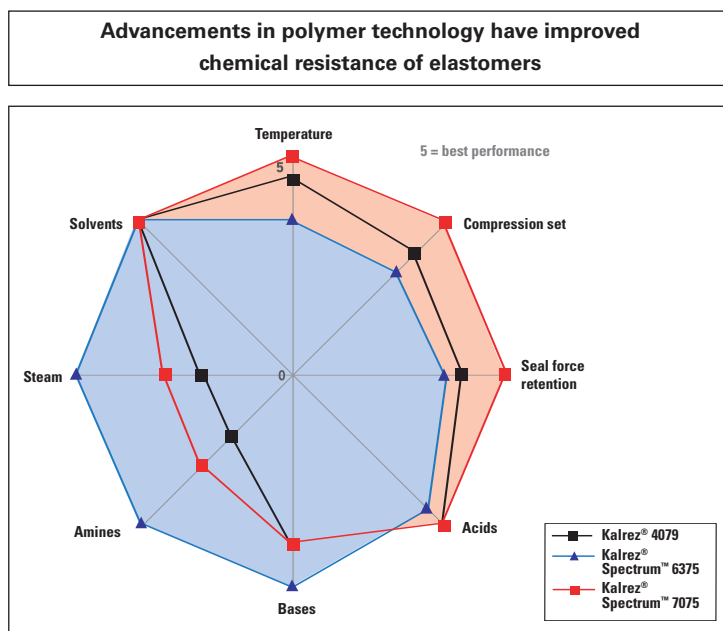 Advancements in polymer technology have improved
chemical resistance of elastomers
Temperature
5 = best performance
5
Solvents
Compression set
Steam
0
Seal force
retention
Amines
Acids
Bases
Kalrez® 4079
Kalrez®
Spectrum™ 6375
Kalrez®
Spectrum™ 7075